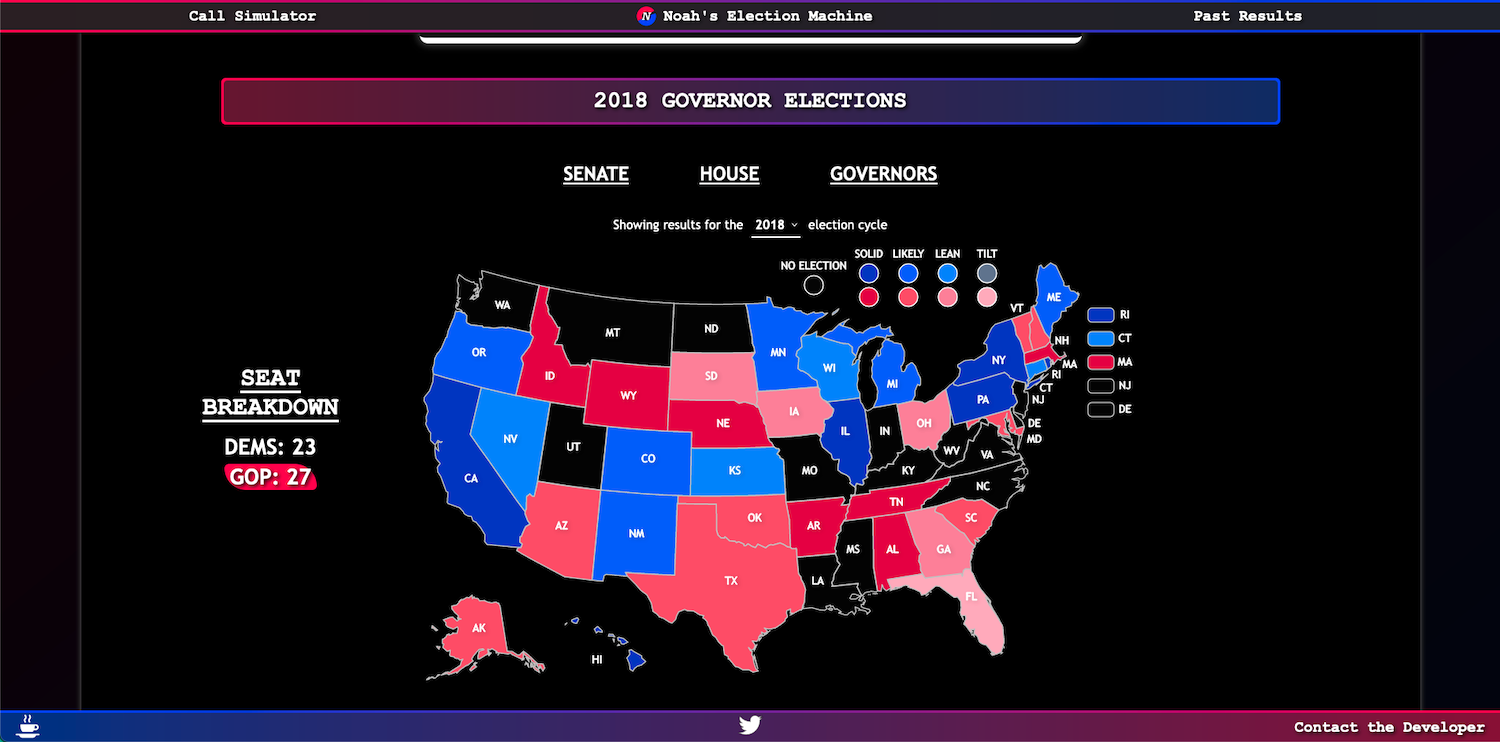 Call Simulator
N Noah's Election Machine
Past Results
2018 GOVERNOR ELECTIONS
SENATE
HOUSE
GOVERNORS
Showing results for the 2018 election cycle
SOLID LIKELY LEAN TILT
NO ELECTION
SEAT
BREAKDOWN
DEMS: 23
GOP: 27
WA
MT
ND
MN
OR
ID
WY
SD
WI
MI
NY
VT
ME
NH
MA
RI
CT
NJ
DE
MD
PA
IA
NE
NV
UT
CO
KS
IL
IN
OH
WV
VA
MO
KY
NC
CA
AZ
NM
OK
AR
TN
SC
TX
LA
MS
AL
GA
FL
AK
HI
RI
CT
MA
NJ
DE
Contact the Developer